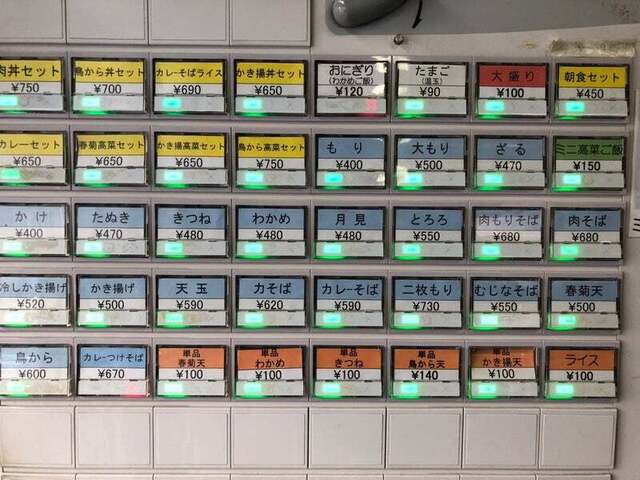 肉丼セット
¥750
鳥から丼セット
¥700
カレーそばライス
¥690
かき揚丼セット
¥650
おにぎり
(わかめご飯)
¥120
たまご
(温玉)
¥90
大盛り
¥100
朝食セット
¥450
カレーセット
¥650
春菊高菜セット
¥650
かき揚高菜セット
¥650
鳥から高菜セット
¥750
もり
¥400
大もり
¥500
ざる
¥470
ミニ高菜ご飯
¥150
かけ
¥400
たぬき
¥470
きつね
¥480
わかめ
¥480
月見
¥480
とろろ
¥550
肉もりそば
¥680
肉そば
¥680
冷しかき揚げ
¥520
かき揚げ
¥500
天玉
¥590
力そば
¥620
カレーそば
¥590
二枚もり
¥730
むじなそば
¥550
春菊天
¥500
鳥から
¥600
カレーつけそば
¥670
単品
春菊天
¥100
単品
わかめ
¥100
単品
きつね
¥100
単品
鳥から天
¥140
単品
かき揚天
¥100
ライス
¥100